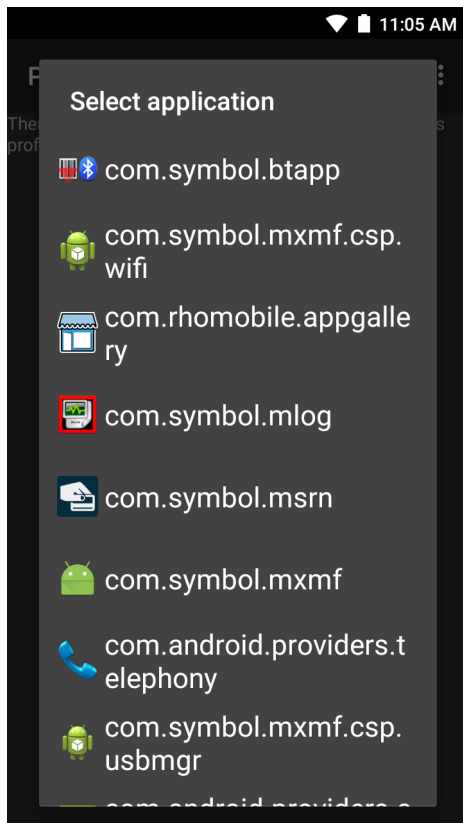 11:05 AM
Select application
com.symbol.btapp
com.symbol.mxmf.csp.
wifi
com.rhomobile.appgalle
ry
com.symbol.mlog
com.symbol.msrn
com.symbol.mxmf
com.android.providers.t
elephony
com.symbol.mxmf.csp.
usbmgr